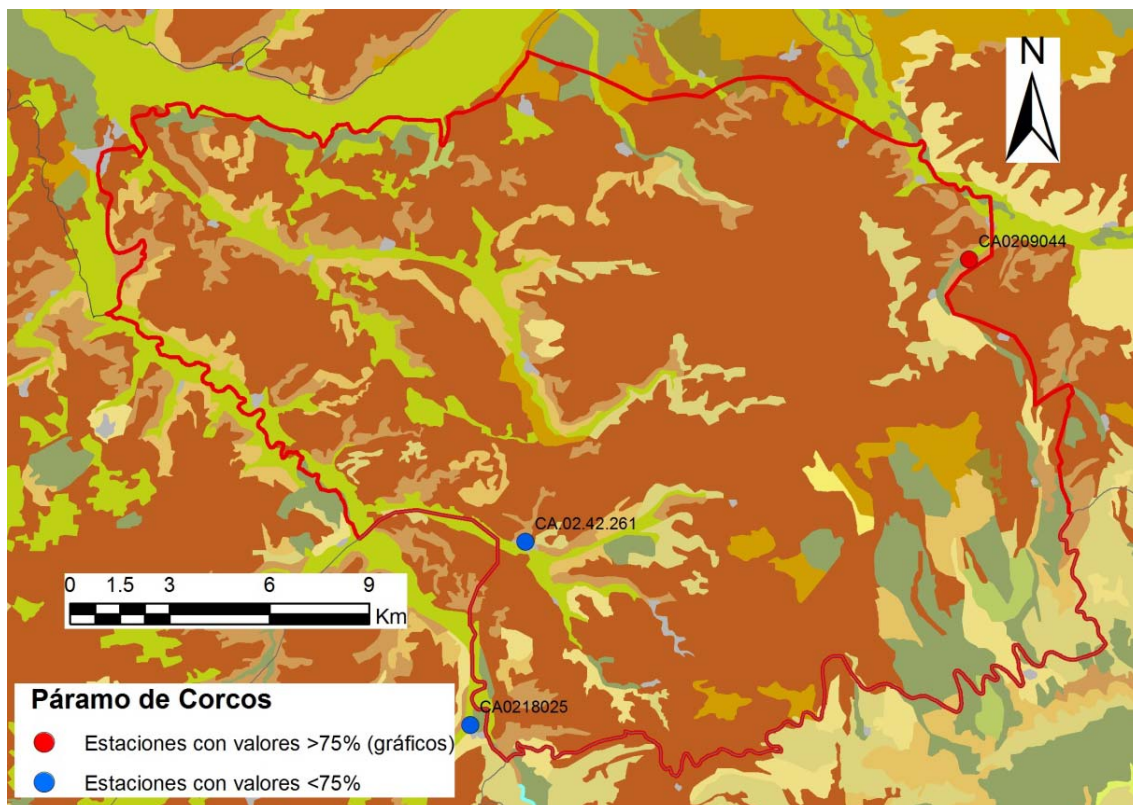 N
CA0209044
CA.02.42.261
0 1.5 3 6 9
Km
CA0218025
Páramo de Corcos
Estaciones con valores >75% (gráficos)
Estaciones con valores <75%